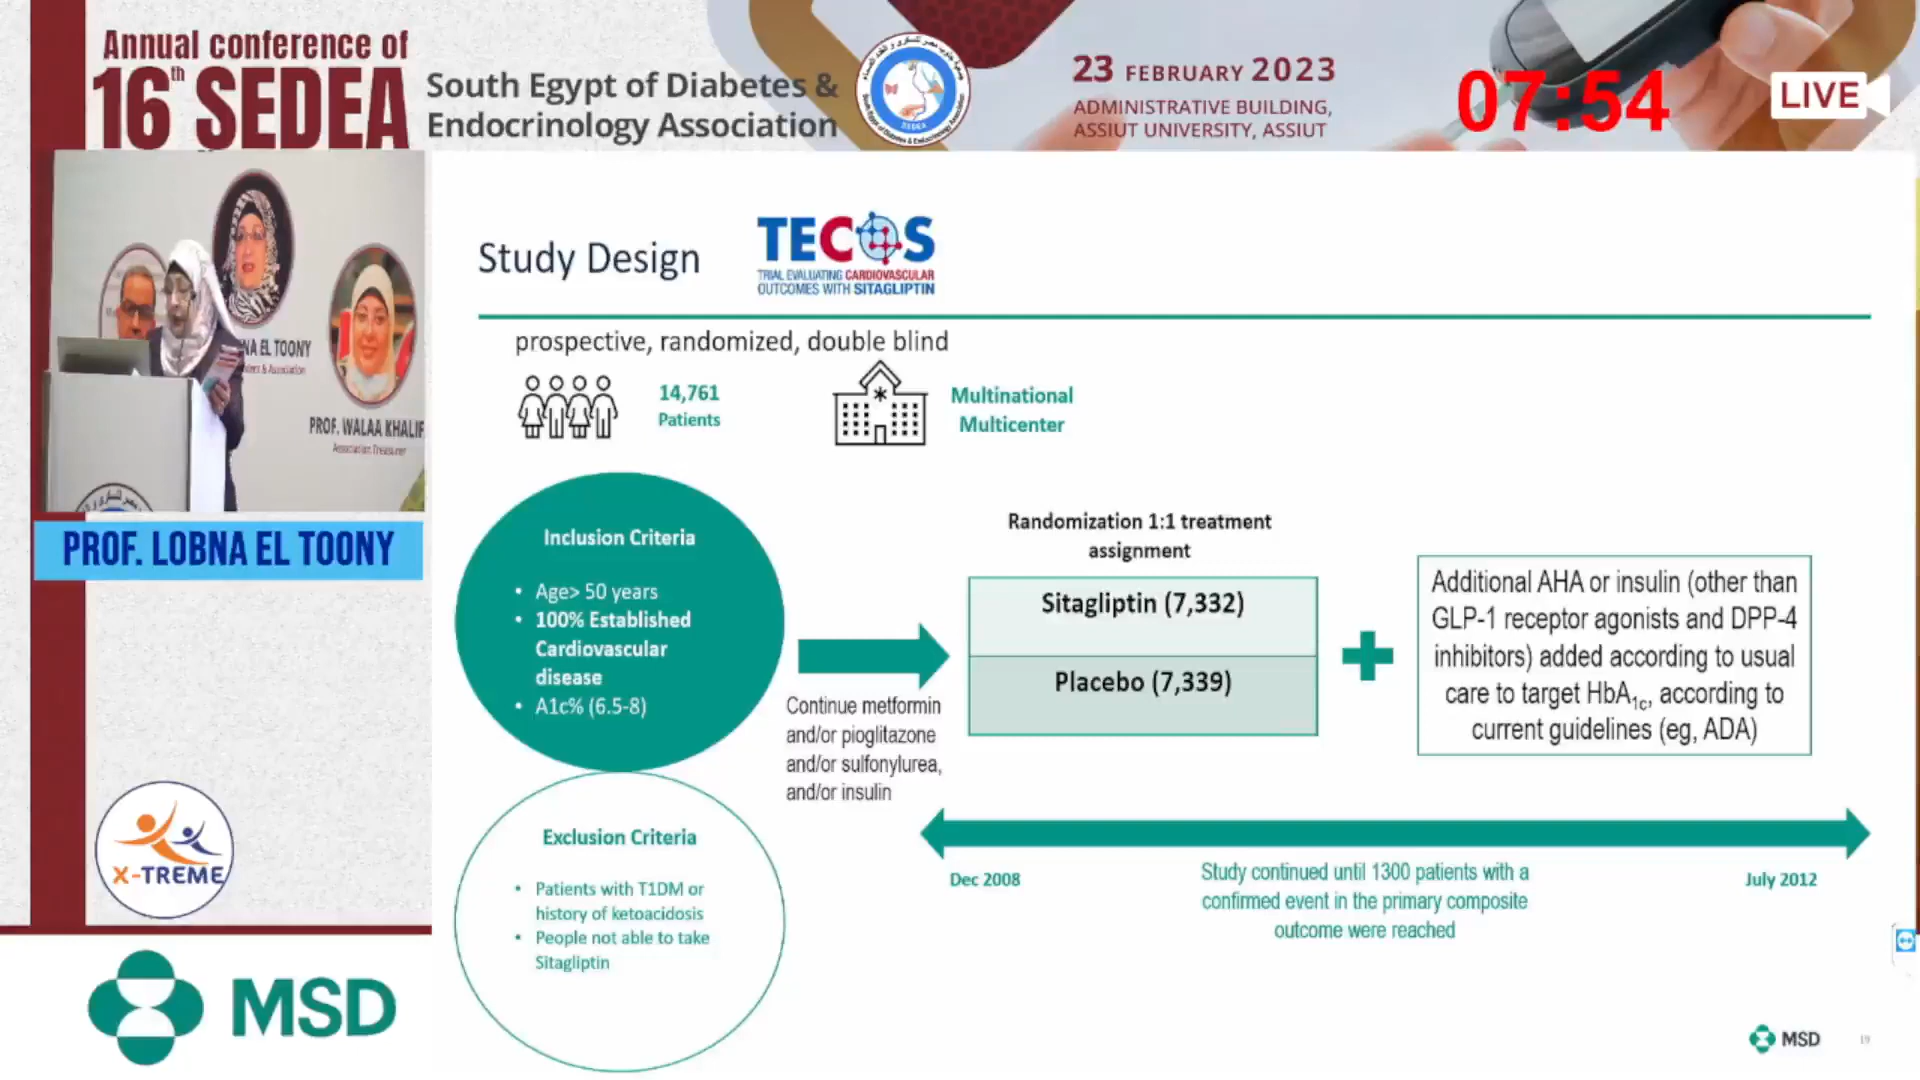 Annual conference of
16th SEDEA
South Egypt of Diabetes &
Endocrinology Association
SEDEA
23 FEBRUARY 2023
ADMINISTRATIVE BUILDING,
ASSIUT UNIVERSITY, ASSIUT
07:54
LIVE
NA EL TOONY
PROF. WALAA KHALIF
Association Treasurer
PROF. LOBNA EL TOONY
X-TREME
MSD
Study Design
TECOS
TRIAL EVALUATING CARDIOVASCULAR
OUTCOMES WITH SITAGLIPTIN
prospective, randomized, double blind
14,761
Patients
Multinational
Multicenter
Inclusion Criteria
• Age> 50 years
• 100% Established
Cardiovascular
disease
• A1c% (6.5-8)
Continue metformin
and/or pioglitazone
and/or sulfonylurea,
and/or insulin
Randomization 1:1 treatment
assignment
Sitagliptin (7,332)
Placebo (7,339)
Additional AHA or insulin (other than
GLP-1 receptor agonists and DPP-4
inhibitors) added according to usual
care to target HbA1c, according to
current guidelines (eg, ADA)
Exclusion Criteria
• Patients with T1DM or
history of ketoacidosis
• People not able to take
Sitagliptin
Dec 2008
Study continued until 1300 patients with a
confirmed event in the primary composite
outcome were reached
July 2012
MSD
19